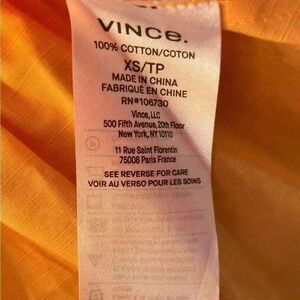 VINCE.
100% COTTON/COTON
XS/TP
MADE IN CHINA
FABRIQUÉ EN CHINE
RN#106730
Vince, LLC
500 Fifth Avenue, 20th Floor
New York, NY 10110
11 Rue Saint Florentin
75008 Paris France
SEE REVERSE FOR CARE
VOIR AU VERSO POUR LES SOINS